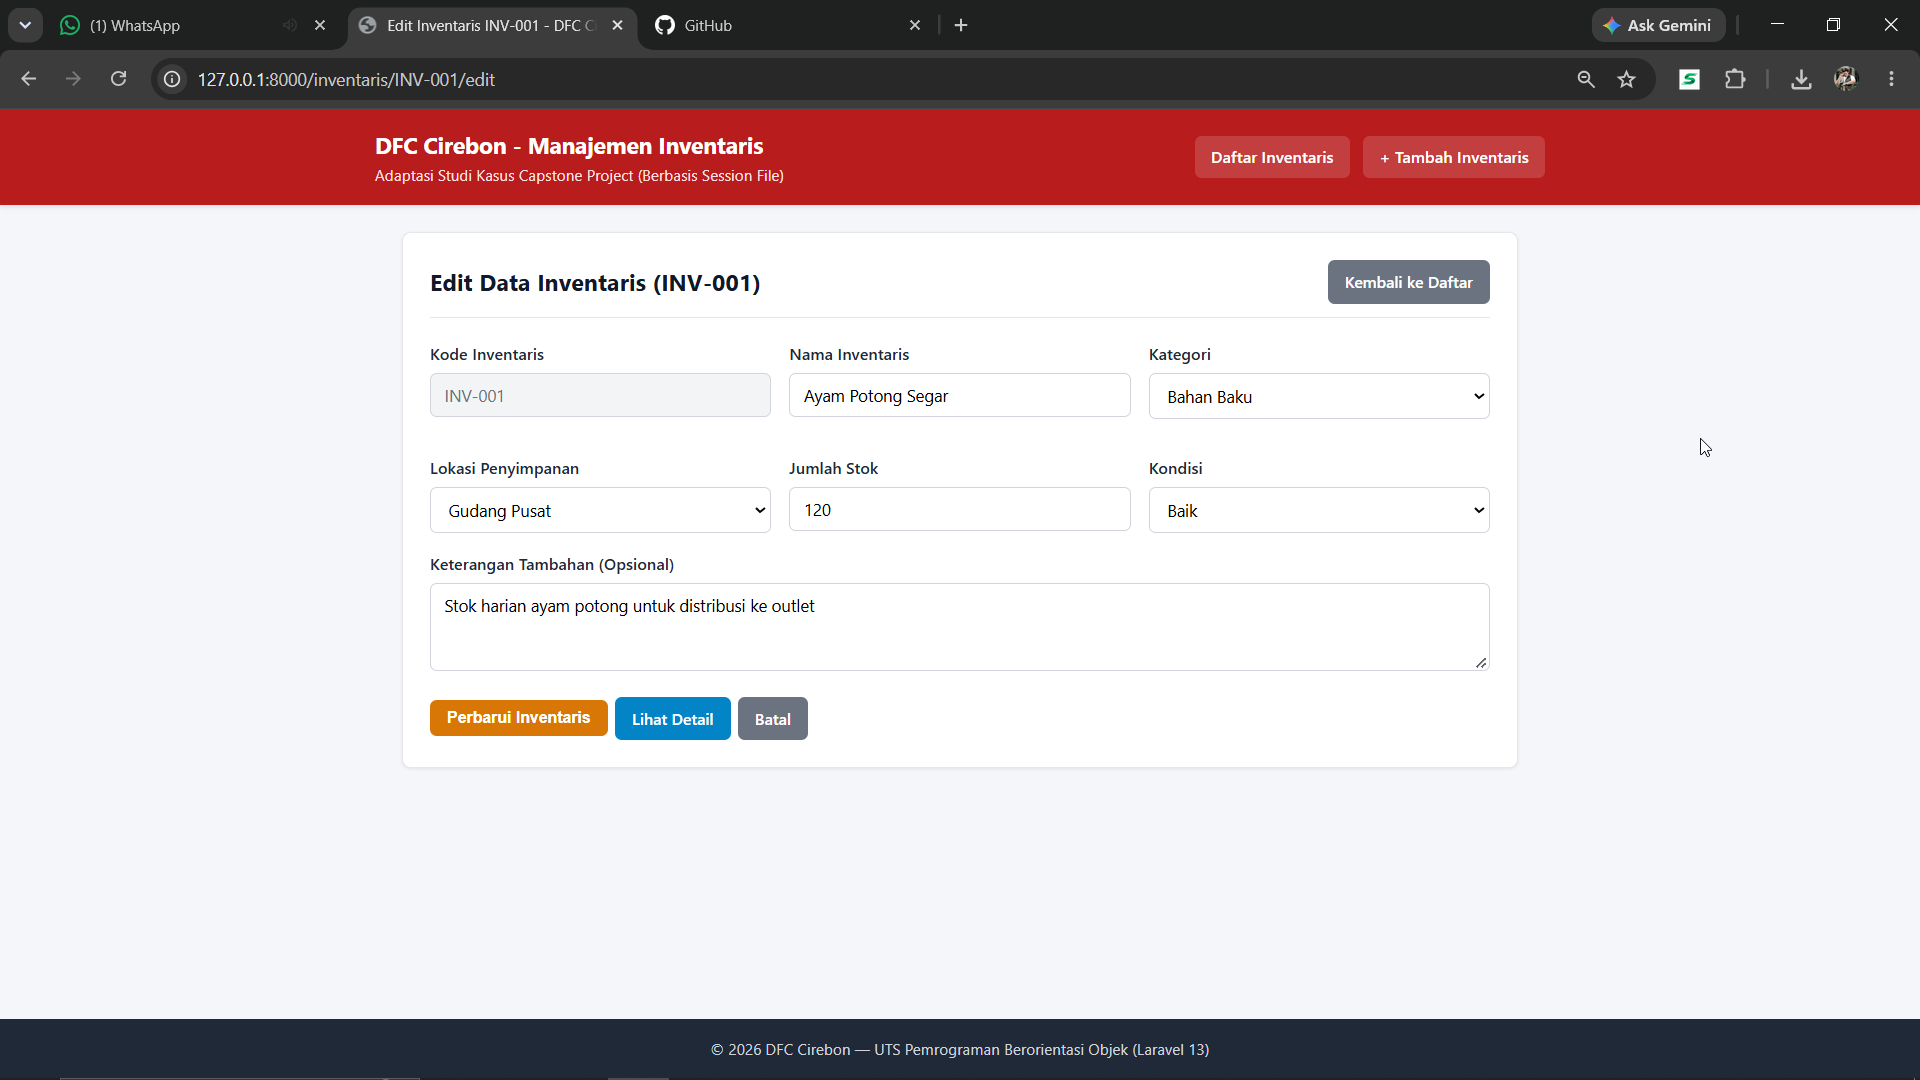 (1) WhatsApp
Edit Inventaris INV-001 - DFC C
GitHub
Ask Gemini
127.0.0.1:8000/inventaris/INV-001/edit
DFC Cirebon - Manajemen Inventaris
Adaptasi Studi Kasus Capstone Project (Berbasis Session File)
Daftar Inventaris
+ Tambah Inventaris
Edit Data Inventaris (INV-001)
Kembali ke Daftar
Kode Inventaris
Nama Inventaris
Kategori
INV-001
Ayam Potong Segar
Bahan Baku
Lokasi Penyimpanan
Jumlah Stok
Kondisi
Gudang Pusat
120
Baik
Keterangan Tambahan (Opsional)
Stok harian ayam potong untuk distribusi ke outlet
Perbarui Inventaris
Lihat Detail
Batal
© 2026 DFC Cirebon — UTS Pemrograman Berorientasi Objek (Laravel 13)